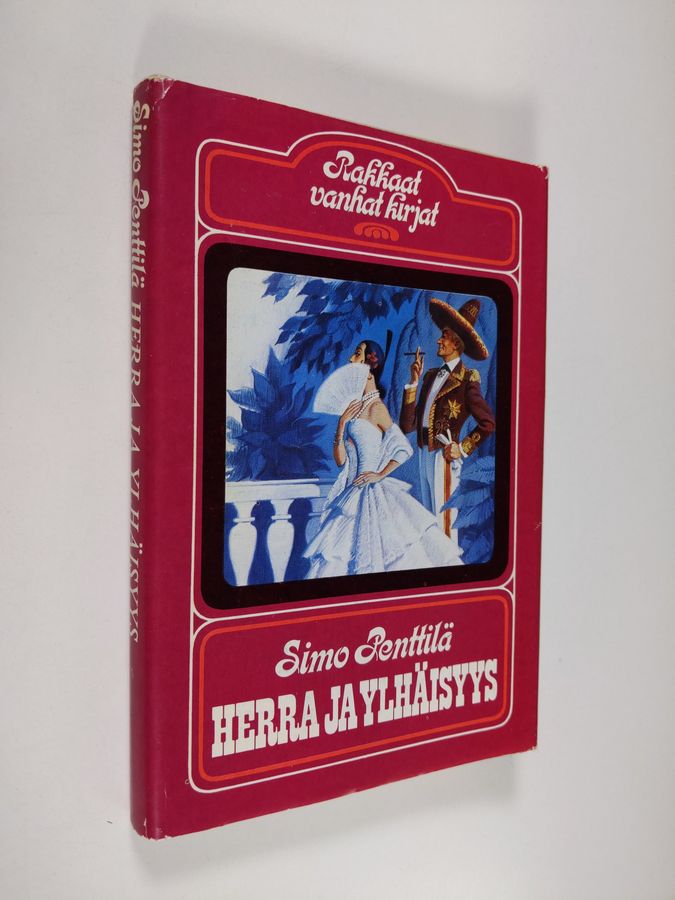 Simo Penttilä HERRA JA YLHÄISYYS
Rakkaat
vanhat kirjat
Simo Penttilä
HERRA JA YLHÄISYYS